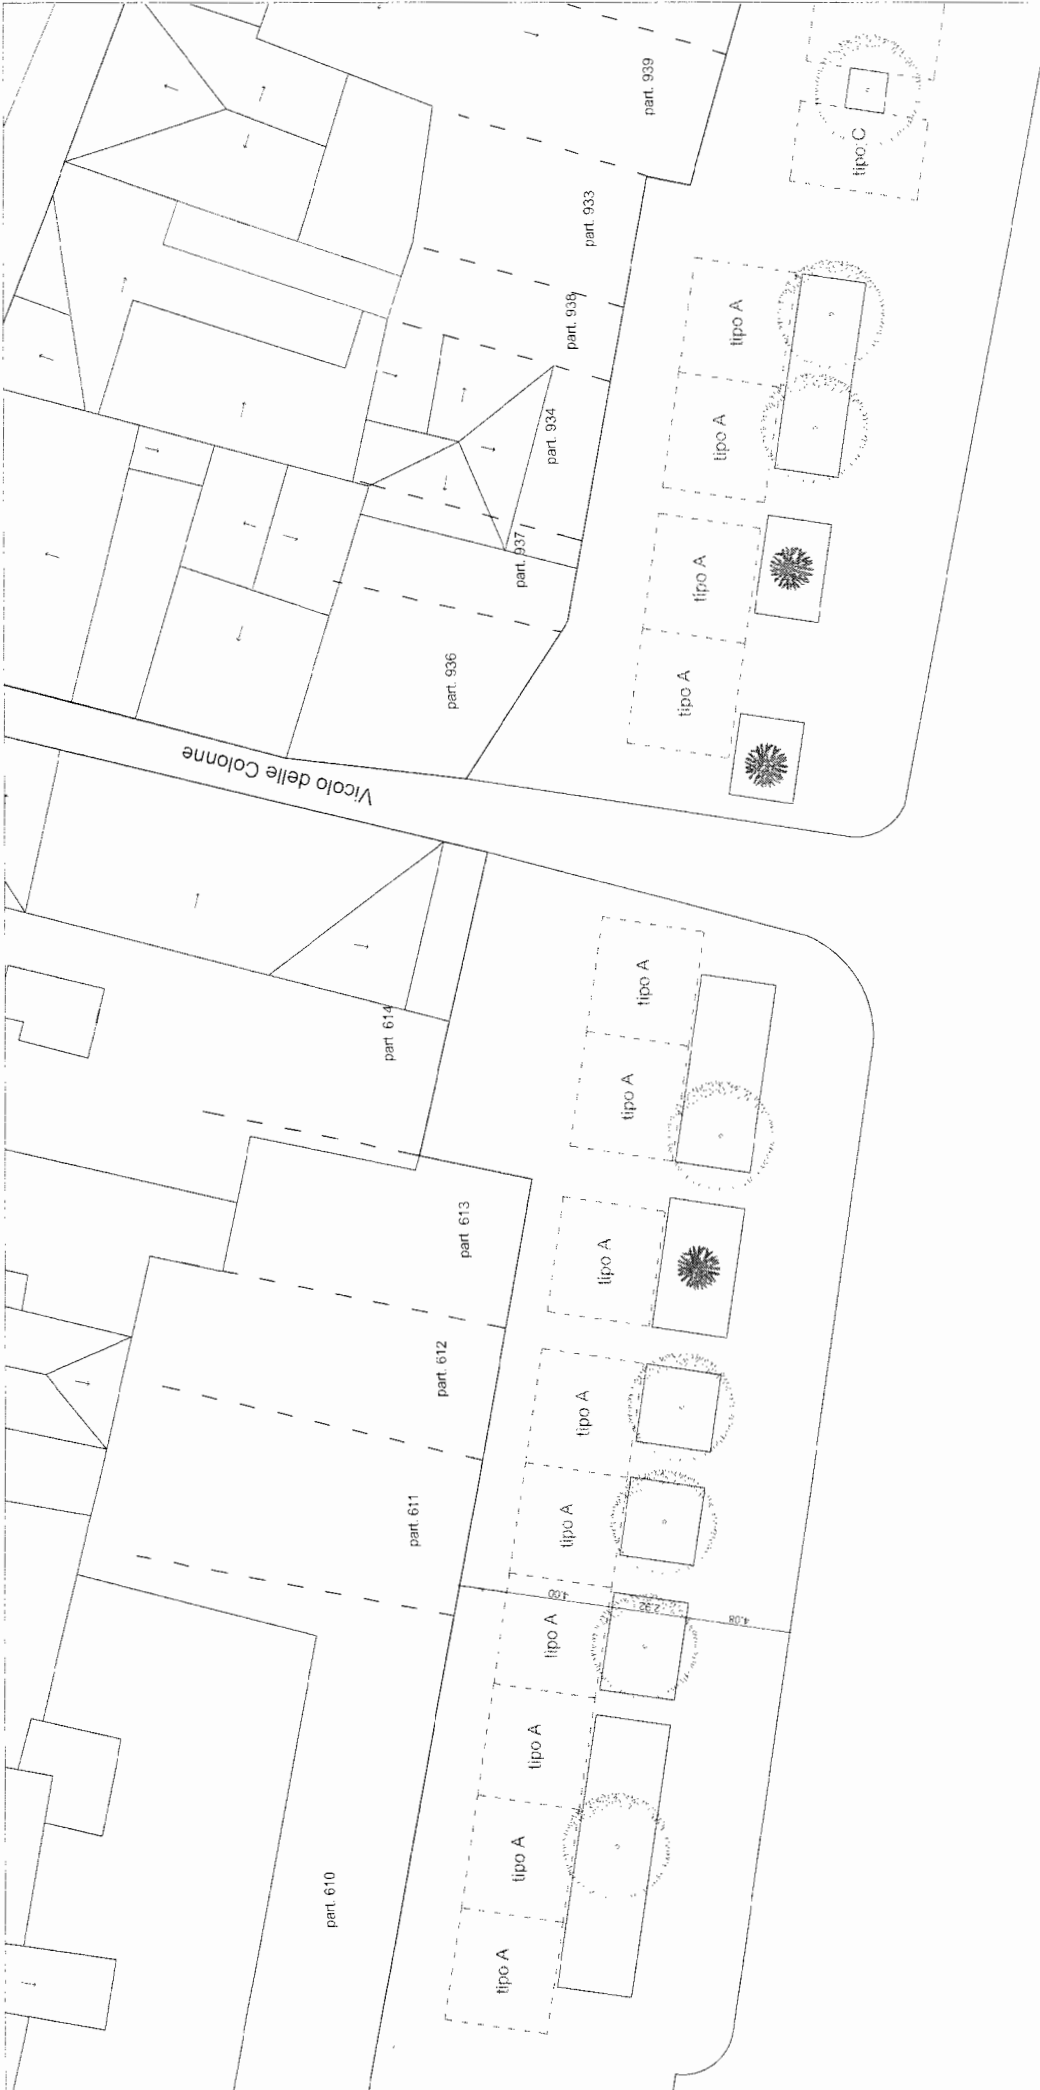 part. 939
tipo C
part. 933
part. 938
tipo A
part. 934
tipo A
part. 937
tipo A
part. 936
tipo A
Vicolo delle Colonne
tipo A
part 614
tipo A
part 613
tipo A
part. 612
tipo A
part. 611
tipo A
4.00
2.92
4.08
tipo A
tipo A
tipo A
part. 610
tipo A